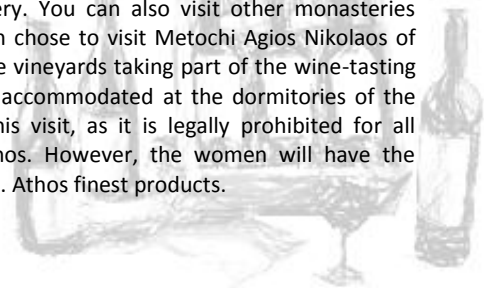 ery. You can also visit other monasteries
n chose to visit Metochi Agios Nikolaos of
e vineyards taking part of the wine-tasting
accommodated at the dormitories of the
his visit, as it is legally prohibited for all
hos. However, the women will have the
. Athos finest products.